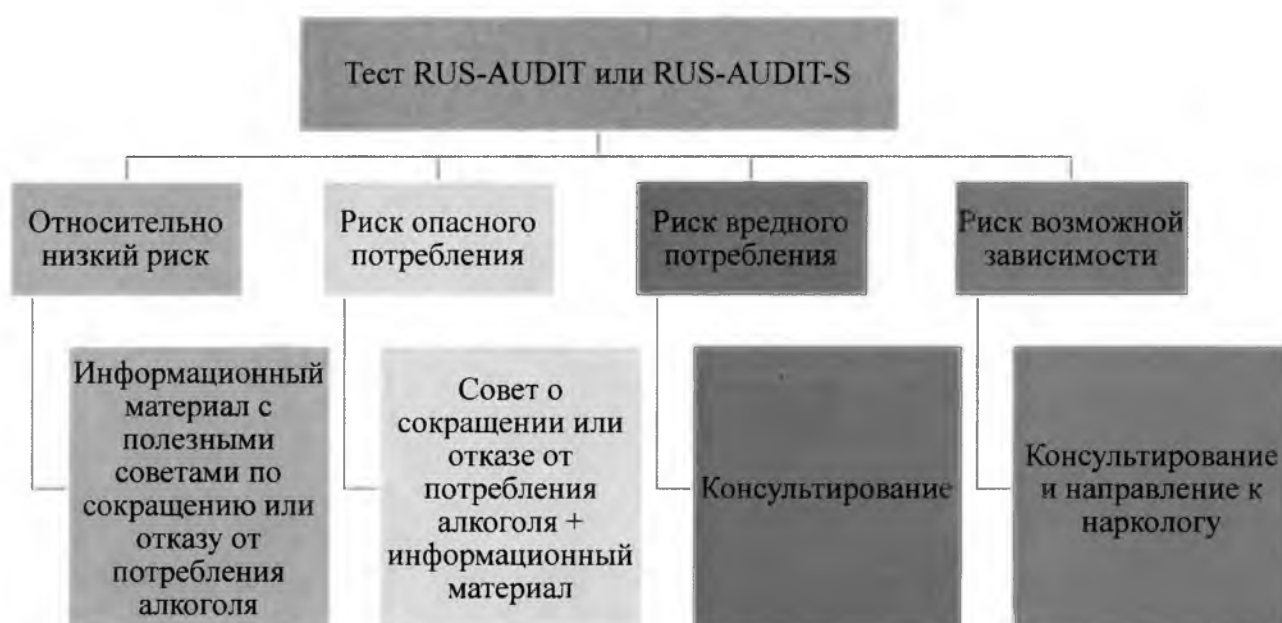 Тест RUS-AUDIT или RUS-AUDIT-S
Относительно
низкий риск
Риск опасного
потребления
Риск вредного
потребления
Риск возможной
зависимости
Информационный
материал с
полезными
советами по
сокращению или
отказу от
потребления
алкоголя
Совет о
сокращении или
отказе от
потребления
алкоголя +
информационный
материал
Консультирование
Консультирование
и направление к
наркологу